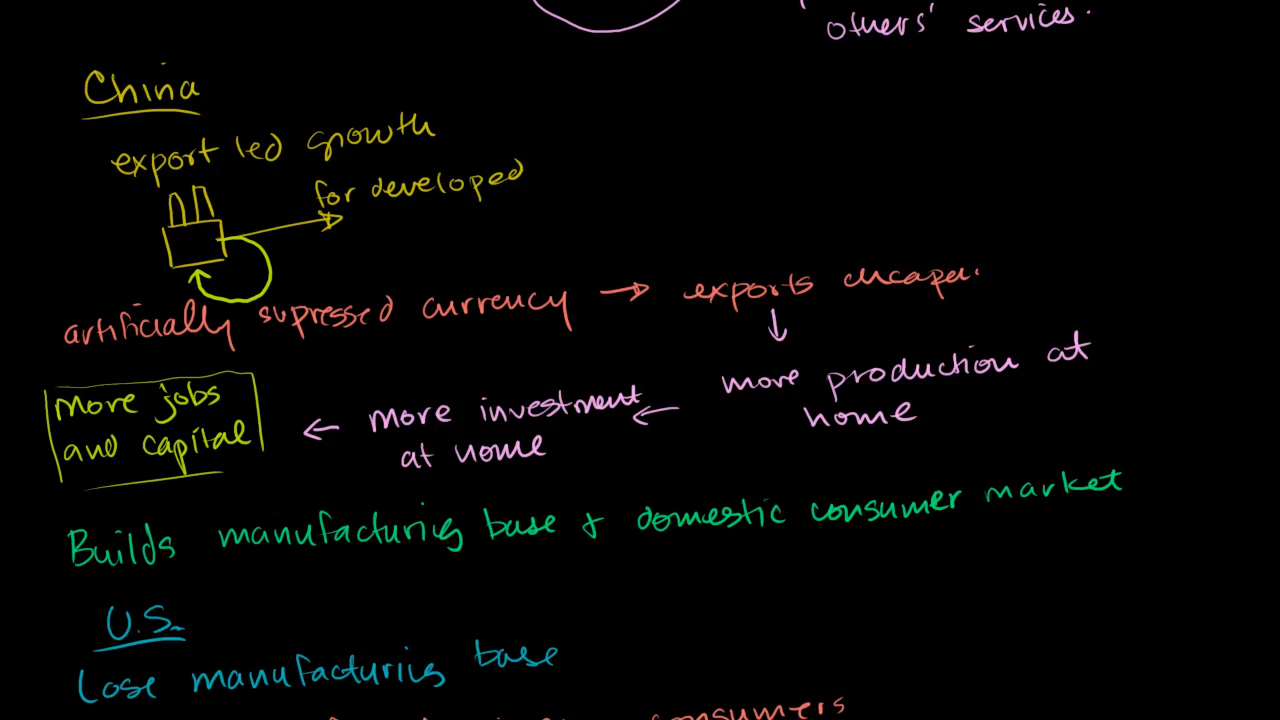 others' services.
China
export led growth
for developed
artificially supressed currency → exports cheaper.
↓
more production at
home
← more investment ←
at home
More jobs
and capital
Builds manufacturing base + domestic consumer market
U.S.
Lose manufacturing base
consumers